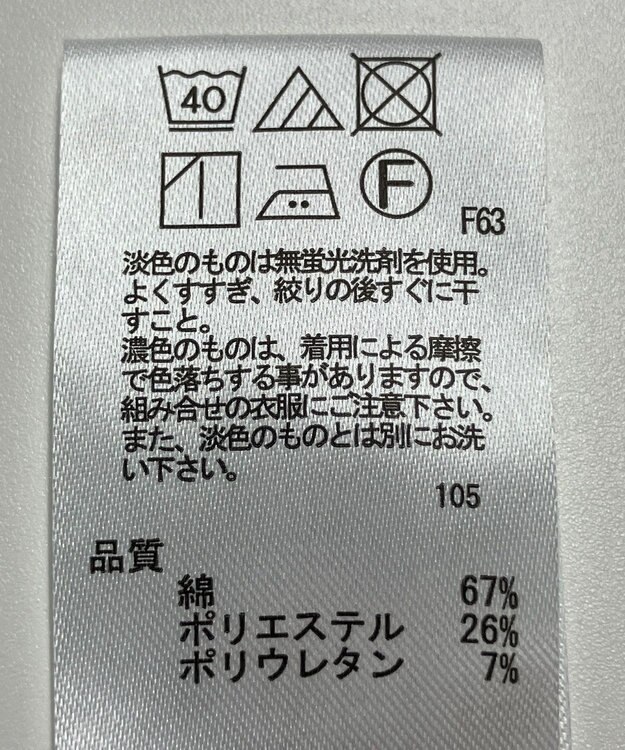 40
F
F63
淡色のものは無蛍光洗剤を使用。
よくすすぎ、絞りの後すぐに干
すこと。
濃色のものは、着用による摩擦
で色落ちする事がありますので、
組み合せの衣服にご注意下さい。
また、淡色のものとは別にお洗
い下さい。
105
品質
綿 67%
ポリエステル 26%
ポリウレタン 7%